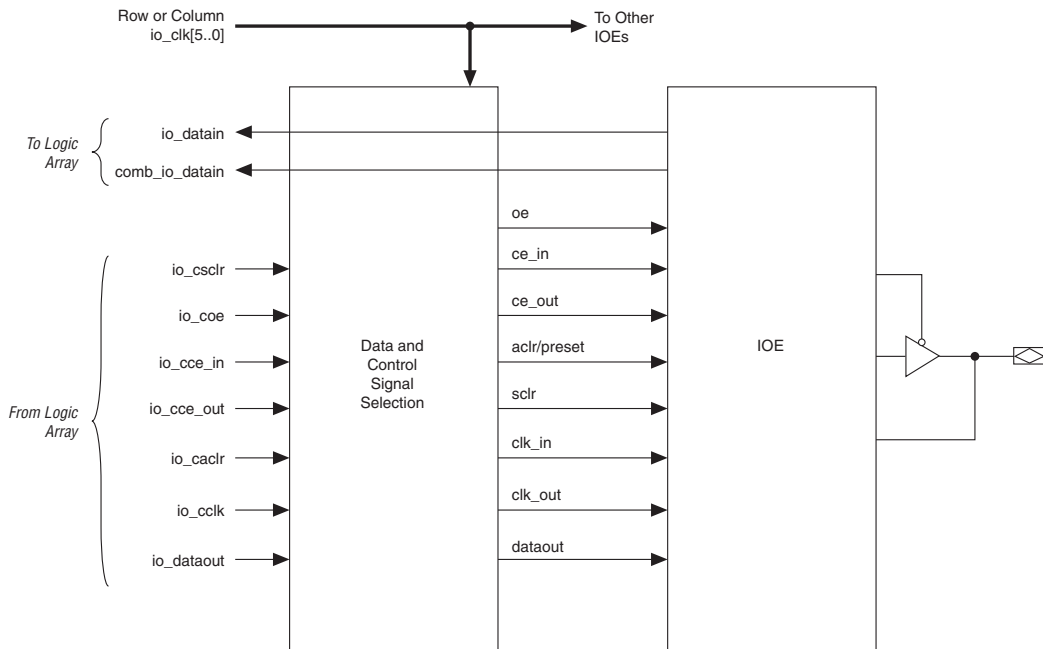 Row or Column
io_clk[5..0]
To Other
IOEs
To Logic
Array
io_datain
comb_io_datain
oe
From Logic
Array
io_csclr
io_coe
io_cce_in
io_cce_out
io_caclr
io_cclk
io_dataout
Data and
Control
Signal
Selection
ce_in
ce_out
aclr/preset
sclr
clk_in
clk_out
dataout
IOE